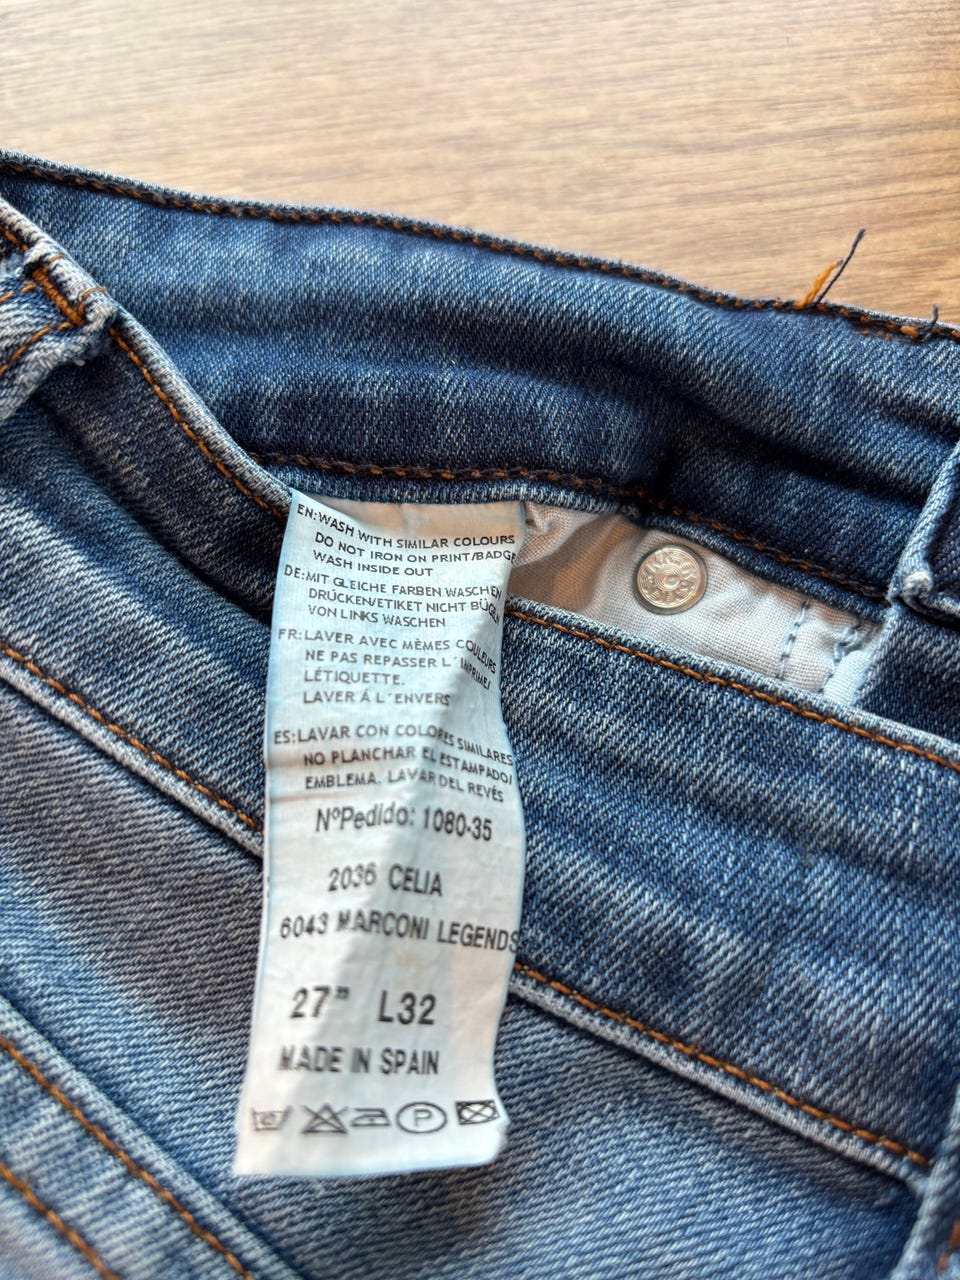 EN:WASH WITH SIMILAR COLOURS
DO NOT IRON ON PRINT/BADGE
WASH INSIDE OUT
DE:MIT GLEICHE FARBEN WASCHEN
DRÜCKEN/ETIKET NICHT BÜGELN
VON LINKS WASCHEN
FR:LAVER AVEC MÈMES COULEURS
NE PAS REPASSER L´IMPRIME/
LÉTIQUETTE.
LAVER Á L´ENVERS
ES:LAVAR CON COLORES SIMILARES
NO PLANCHAR EL ESTAMPADO/
EMBLEMA. LAVAR DEL REVÉS
NºPedido: 1080-35
2036 CELIA
6043 MARCONI LEGENDS
27” L32
MADE IN SPAIN
P